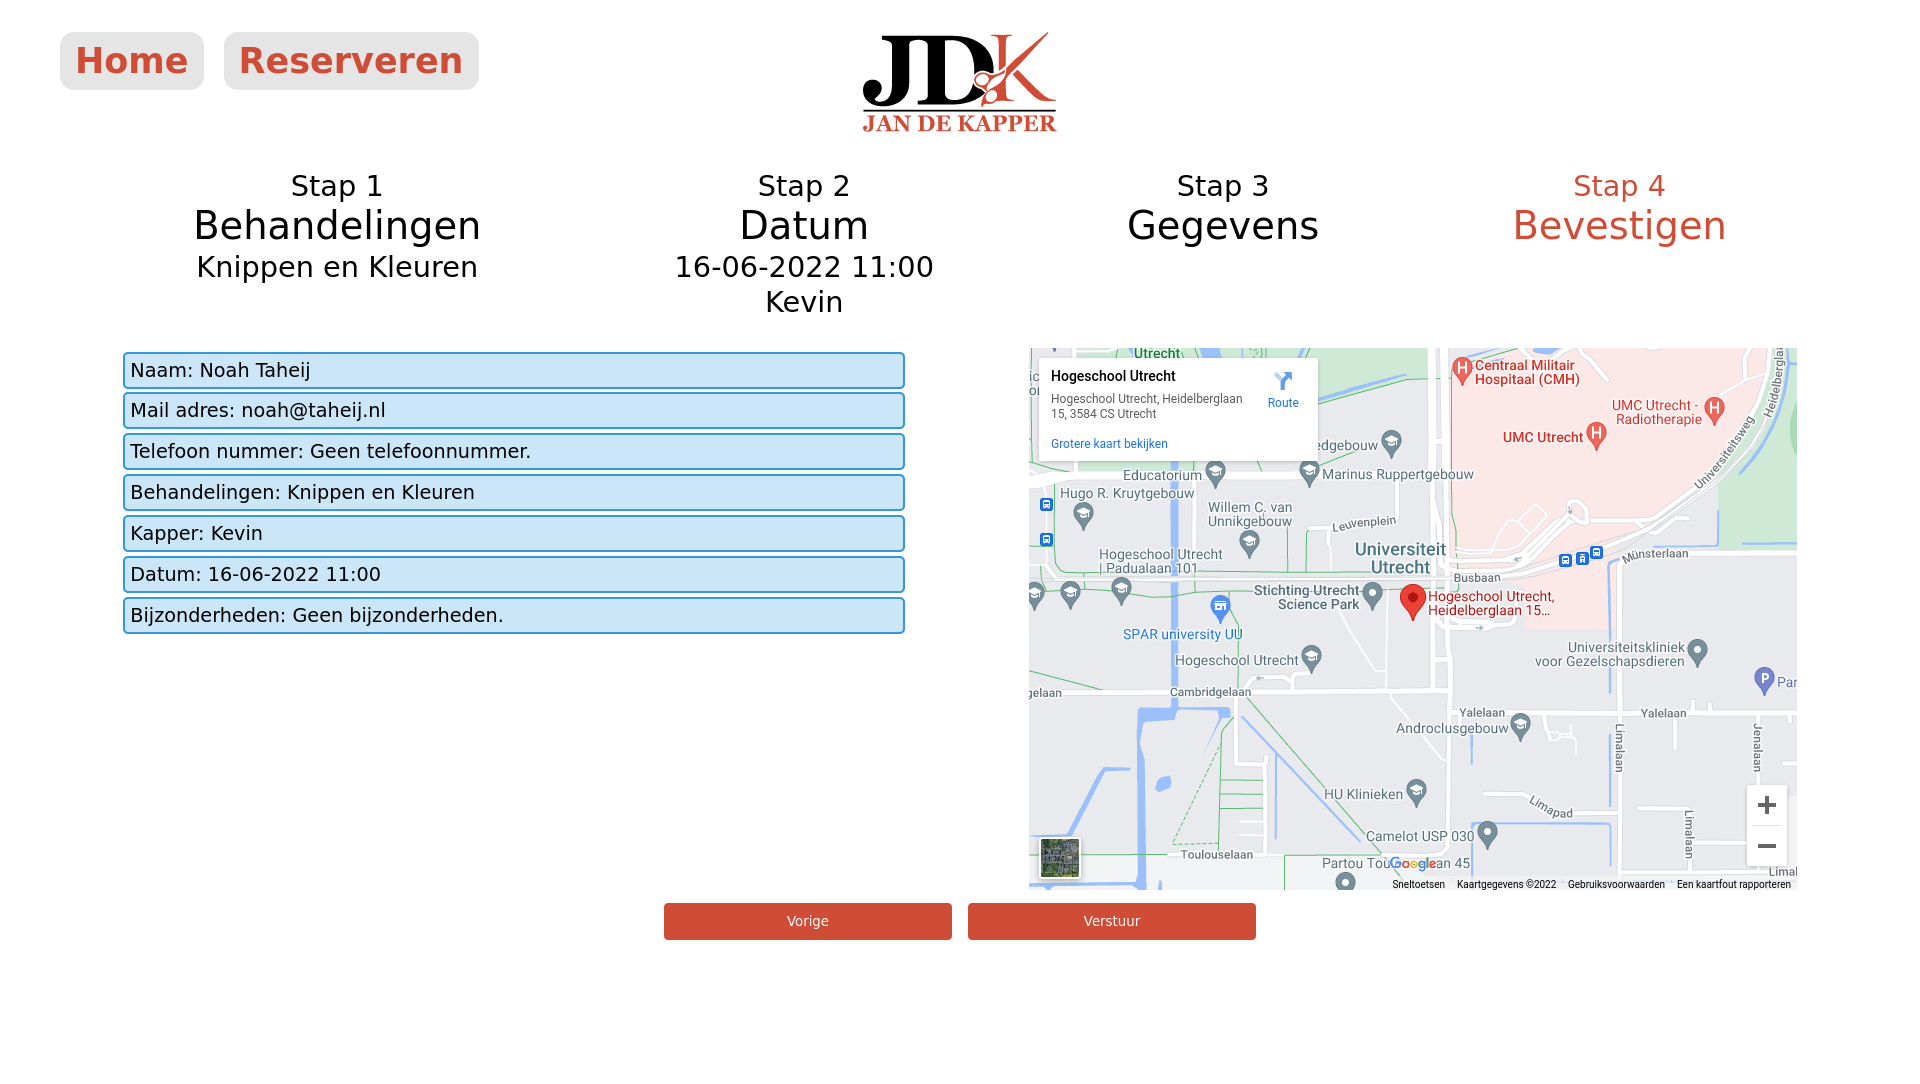 Home
Reserveren
JDK
JAN DE KAPPER
Stap 1
Behandelingen
Knippen en Kleuren
Stap 2
Datum
16-06-2022 11:00
Kevin
Stap 3
Gegevens
Stap 4
Bevestigen
Naam: Noah Taheij
Mail adres: noah@taheij.nl
Telefoon nummer: Geen telefoonnummer.
Behandelingen: Knippen en Kleuren
Kapper: Kevin
Datum: 16-06-2022 11:00
Bijzonderheden: Geen bijzonderheden.
Utrecht
Hogeschool Utrecht
Hogeschool Utrecht, Heidelberglaan
15, 3584 CS Utrecht
Route
Grotere kaart bekijken
Centraal Militair
Hospitaal (CMH)
UMC Utrecht -
Radiotherapie
UMC Utrecht
Universiteitsweg
edgebouw
Educatorium
Marinus Ruppertgebouw
Hugo R. Kruytgebouw
Willem C. van
Unnikgebouw
Leuvenplein
Hogeschool Utrecht
| Padualaan 101
Universiteit
Utrecht
Münsterlaan
Busbaan
Stichting Utrecht
Science Park
Hogeschool Utrecht,
Heidelberglaan 15...
SPAR university UU
Hogeschool Utrecht
Universiteitskliniek
voor Gezelschapsdieren
P
Par
gelaan
Cambridgelaan
Yalelaan
Yalelaan
Androclusgebouw
Limalaan
Jenalaan
HU Klinieken
Limapad
Limalaan
Camelot USP 030
Toulouselaan
Partou Tou
Google
an 45
Limal
Sneltoetsen
Kaartgegevens ©2022
Gebruiksvoorwaarden
Een kaartfout rapporteren
Vorige
Verstuur